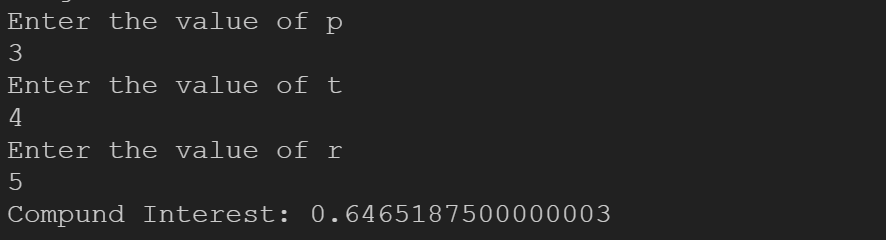 Enter the value of p
3
Enter the value of t
4
Enter the value of r
5
Compund Interest: 0.6465187500000003